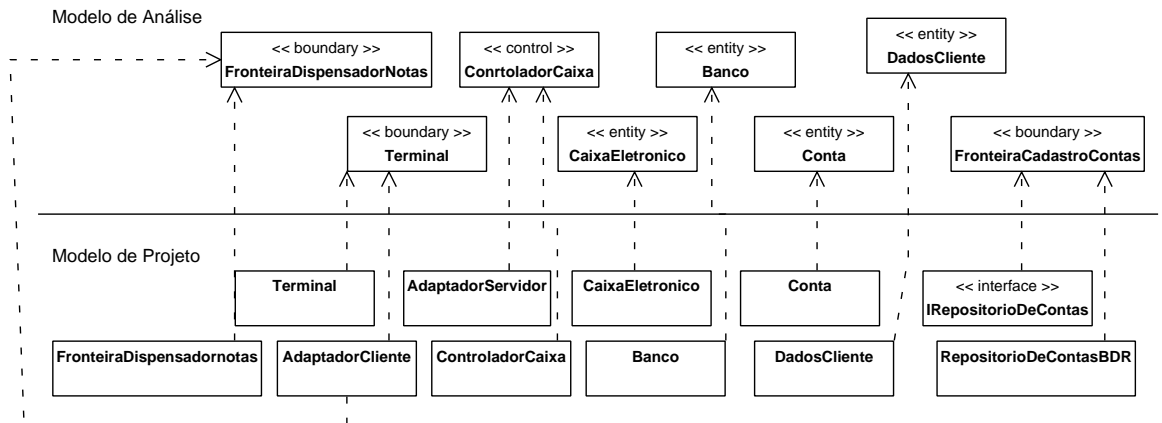 Modelo de Análise
<< boundary >>
FronteiraDispensadorNotas
<< control >>
ConrtoladorCaixa
<< entity >>
Banco
<< entity >>
DadosCliente
<< boundary >>
Terminal
<< entity >>
CaixaEletronico
<< entity >>
Conta
<< boundary >>
FronteiraCadastroContas
Modelo de Projeto
Terminal
AdaptadorServidor
CaixaEletronico
Conta
<< interface >>
IRepositorioDeContas
FronteiraDispensadornotas
AdaptadorCliente
ControladorCaixa
Banco
DadosCliente
RepositorioDeContasBDR